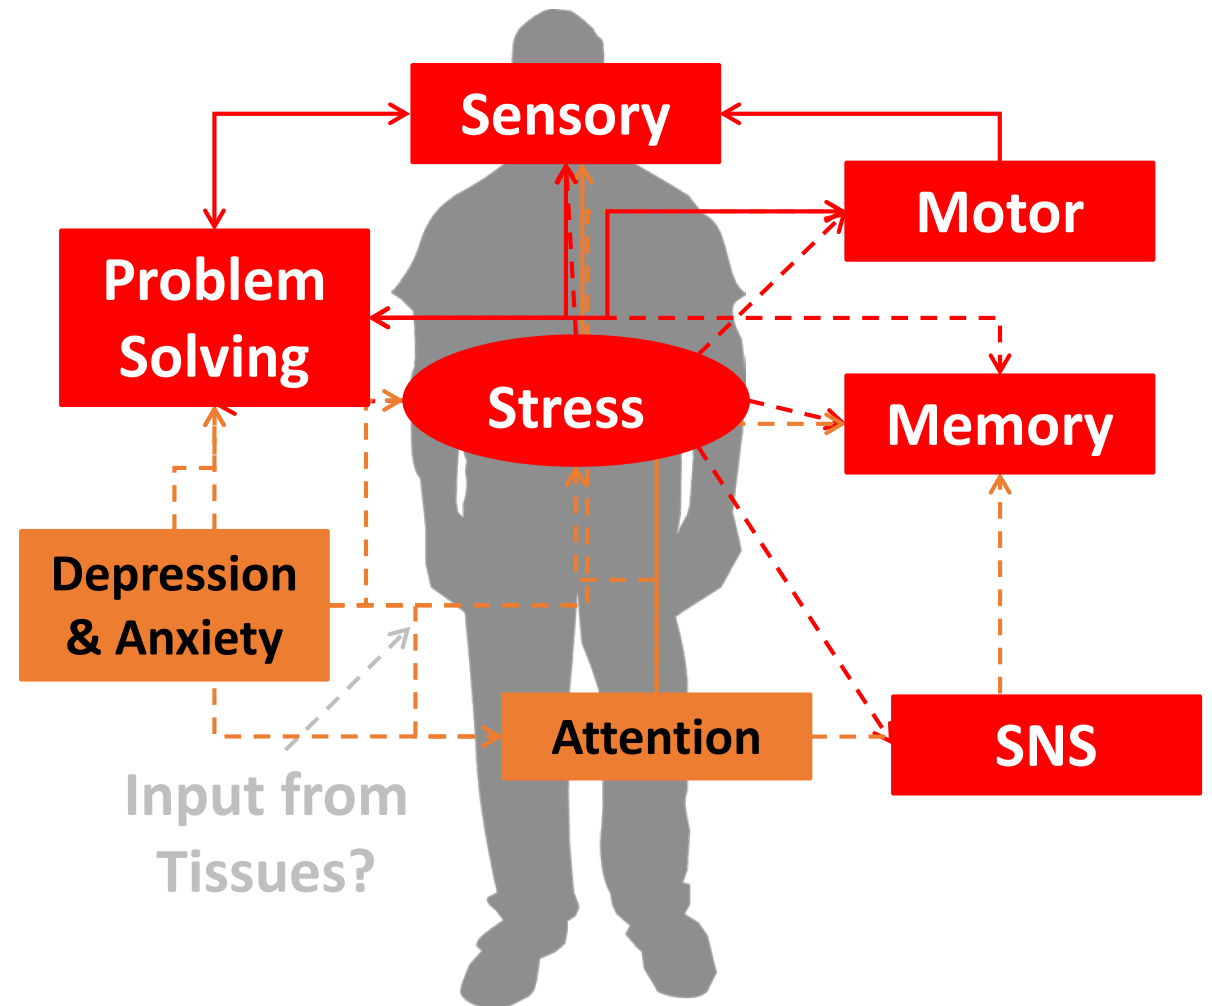 Sensory
Motor
Problem
Solving
Stress
Memory
Depression
& Anxiety
Attention
SNS
Input from
Tissues?